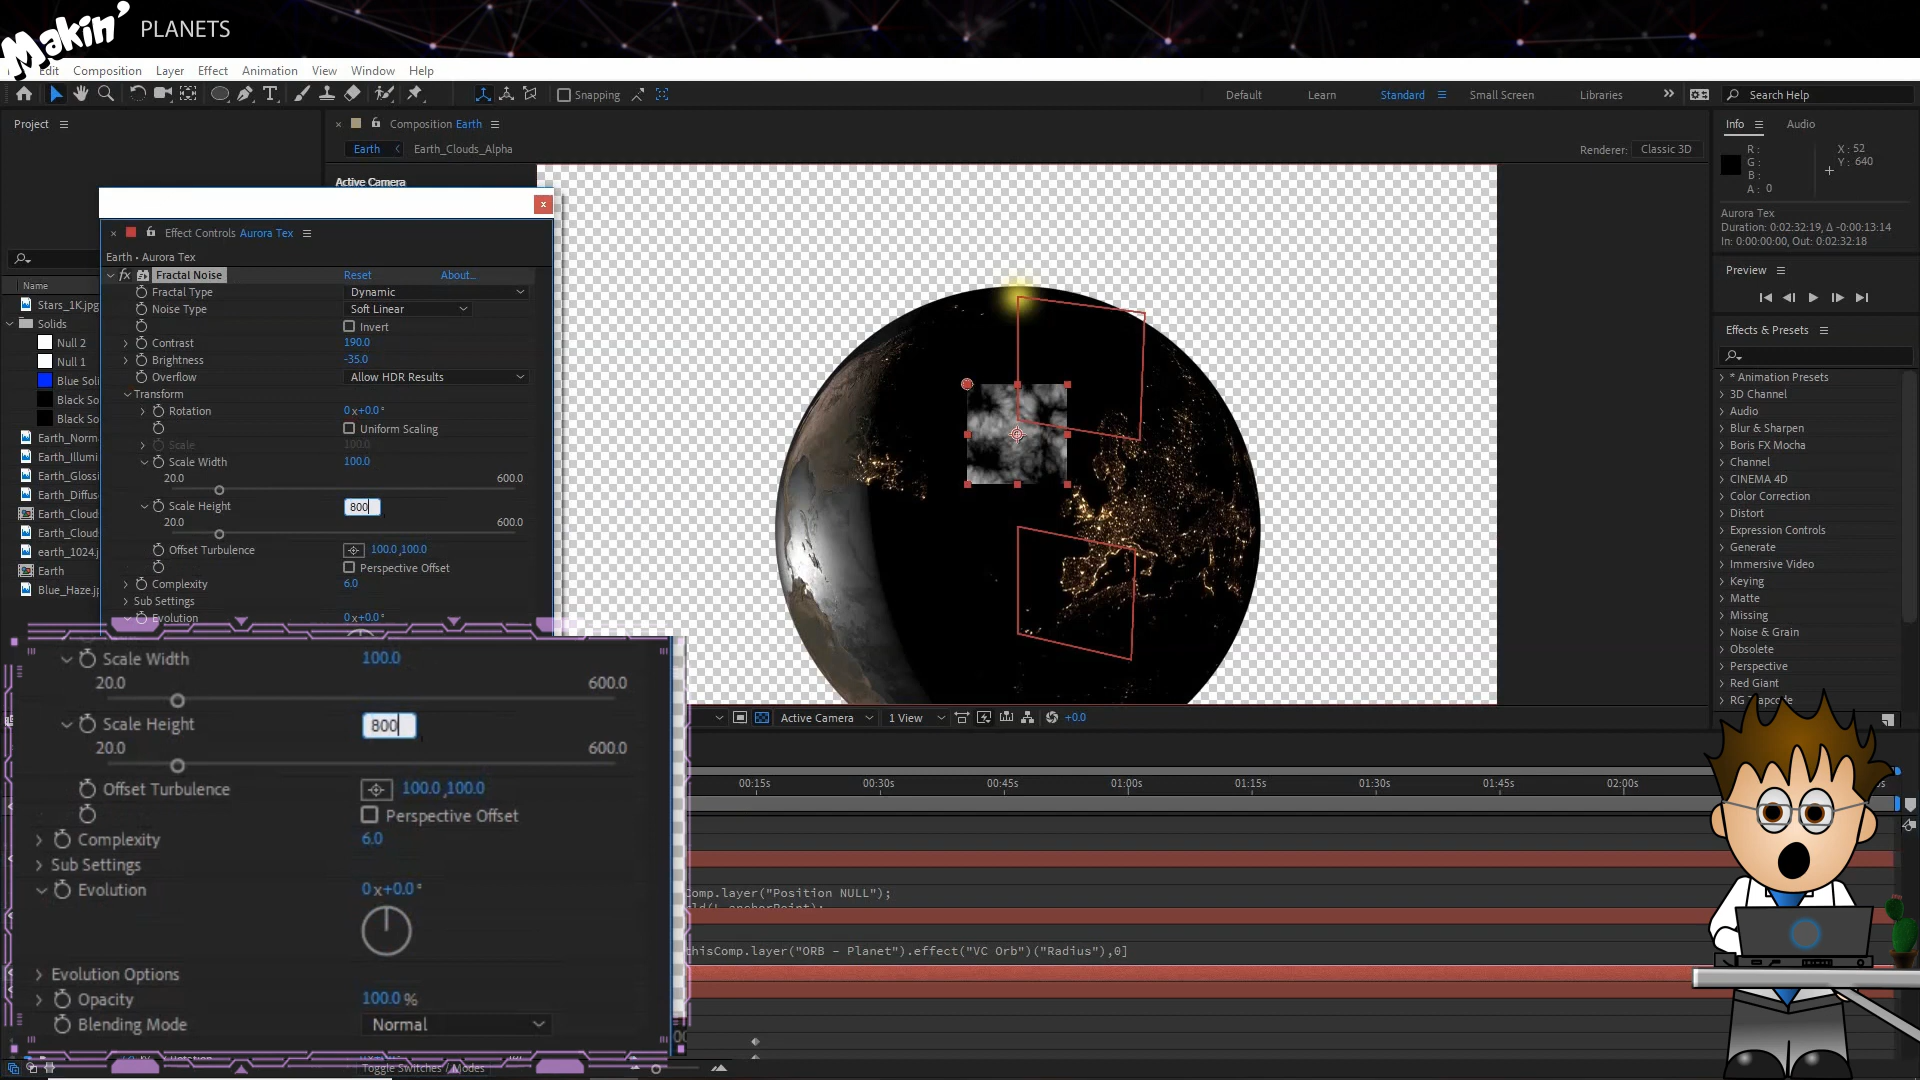 Makin' PLANETS
Edit Composition Layer Effect Animation View Window Help
Snapping
Default Learn Standard Small Screen Libraries Search Help
Project
Composition Earth
Earth Earth_Clouds_Alpha
Renderer: Classic 3D
Active Camera
Effect Controls Aurora Tex
Earth • Aurora Tex
fx Fractal Noise Reset About...
Fractal Type Dynamic
Noise Type Soft Linear
Invert
Contrast 190.0
Brightness -35.0
Overflow Allow HDR Results
Transform
Rotation 0x+0.0°
Uniform Scaling
Scale 100.0
Scale Width 100.0
20.0 600.0
Scale Height 800
20.0 600.0
Offset Turbulence 100.0,100.0
Perspective Offset
Complexity 6.0
Sub Settings
Evolution 0x+0.0°
Name
Stars_1K.jpg
Solids
Null 2
Null 1
Blue Soli
Black So
Black So
Earth_Norm
Earth_Illumi
Earth_Gloss
Earth_Diffus
Earth_Cloud
Earth_Cloud
earth_1024.j
Earth
Blue_Haze.jp
Scale Width 100.0
20.0 600.0
Scale Height 800
20.0 600.0
Offset Turbulence 100.0,100.0
Perspective Offset
Complexity 6.0
Sub Settings
Evolution 0x+0.0°
Evolution Options
Opacity 100.0 %
Blending Mode Normal
Toggle Switches / Modes
Active Camera 1 View +0.0
00:15s 00:30s 00:45s 01:00s 01:15s 01:30s 01:45s 02:00s
Comp.layer("Position NULL");
thisComp.layer("ORB - Planet").effect("VC Orb")("Radius"),0]
Info Audio
R: X: 52
G: Y: 640
B:
A: 0
Aurora Tex
Duration: 0:02:32:19, Δ -0:00:13:14
In: 0:00:00:00, Out: 0:02:32:18
Preview
Effects & Presets
* Animation Presets
3D Channel
Audio
Blur & Sharpen
Boris FX Mocha
Channel
CINEMA 4D
Color Correction
Distort
Expression Controls
Generate
Immersive Video
Keying
Matte
Missing
Noise & Grain
Obsolete
Perspective
Red Giant